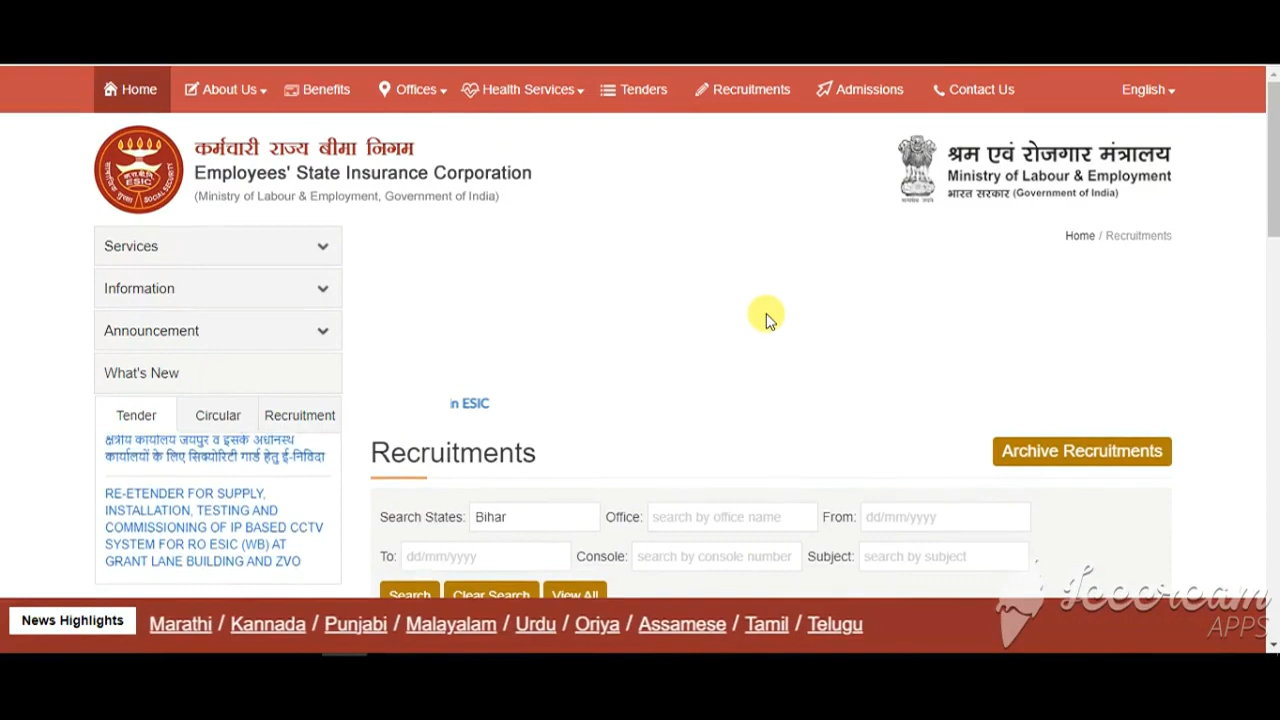 Home About Us Benefits Offices Health Services Tenders Recruitments Admissions Contact Us English
कर्मचारी राज्य बीमा निगम
Employees' State Insurance Corporation
(Ministry of Labour & Employment, Government of India)
ESIC
SOCIAL SECURITY
श्रम एवं रोजगार मंत्रालय
Ministry of Labour & Employment
भारत सरकार (Government of India)
Home / Recruitments
Services
Information
Announcement
What's New
Tender Circular Recruitment
क्षेत्रीय कार्यालय जयपुर व इसके अधीनस्थ
कार्यालयों के लिए सिक्योरिटी गार्ड हेतु ई-निविदा
RE-ETENDER FOR SUPPLY,
INSTALLATION, TESTING AND
COMMISSIONING OF IP BASED CCTV
SYSTEM FOR RO ESIC (WB) AT
GRANT LANE BUILDING AND ZVO
in ESIC
Recruitments
Archive Recruitments
Search States: Bihar Office: search by office name From: dd/mm/yyyy
To: dd/mm/yyyy Console: search by console number Subject: search by subject
Search Clear Search View All
News Highlights Marathi / Kannada / Punjabi / Malayalam / Urdu / Oriya / Assamese / Tamil / Telugu
Icecream
APPS